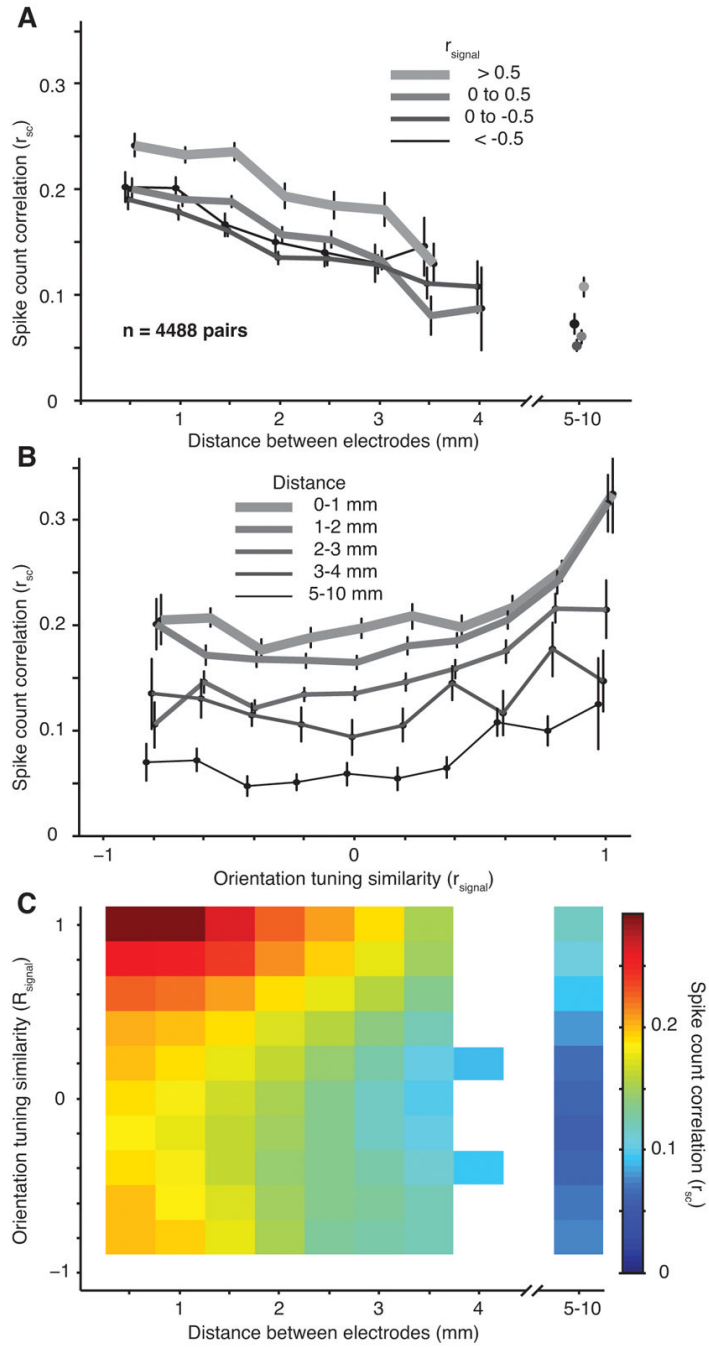 A
r_signal
> 0.5
0 to 0.5
0 to -0.5
< -0.5
0.3
0.2
0.1
0
Spike count correlation (r_sc)
n = 4488 pairs
1 2 3 4 5-10
Distance between electrodes (mm)
B
Distance
0-1 mm
1-2 mm
2-3 mm
3-4 mm
5-10 mm
0.3
0.2
0.1
0
Spike count correlation (r_sc)
−1 0 1
Orientation tuning similarity (r_signal)
C
1
0
−1
Orientation tuning similarity (R_signal)
0.2
0.1
0
Spike count correlation (r_sc)
1 2 3 4 5-10
Distance between electrodes (mm)